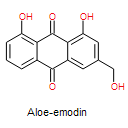 OH O OH
O
OH
Aloe-emodin